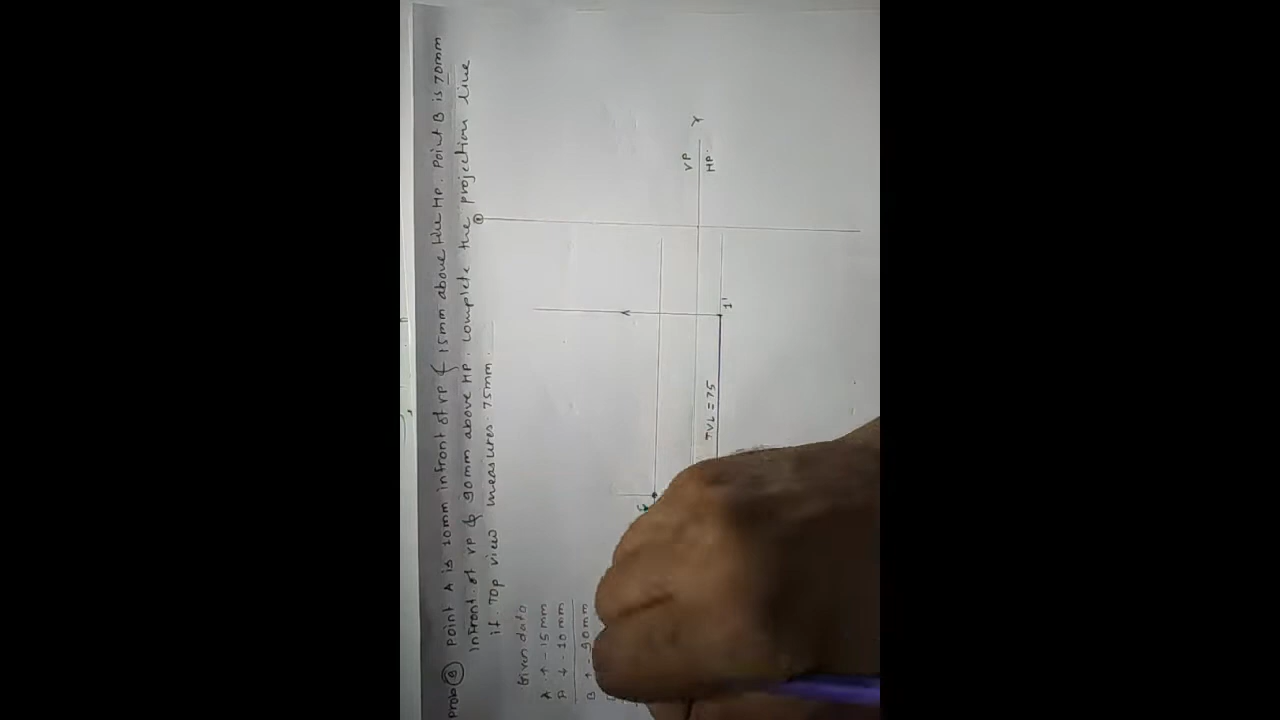 Prob (8) Point A is 10mm infront of VP & 15mm above the HP. Point B is 70mm
infront of VP & 90mm above HP. complete the projection line
if Top view measures 75mm.
Given data
A ↑ - 15mm
A ↓ - 10mm
B ↑ - 90mm
VP
HP.
Y
TVL = 75
1'